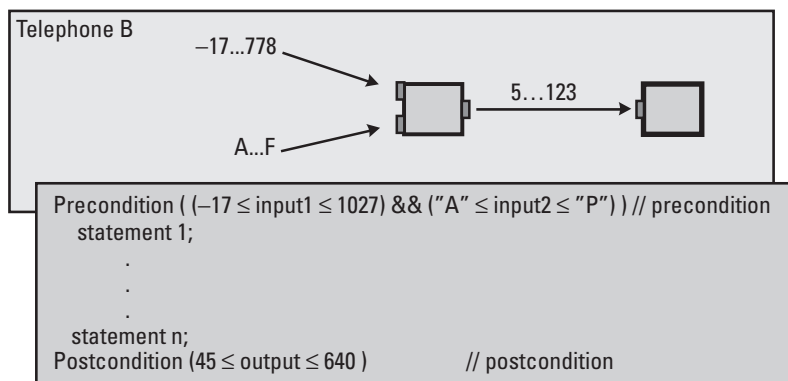 Telephone B
–17...778
5...123
A...F
Precondition ( (–17 ≤ input1 ≤ 1027) && (”A” ≤ input2 ≤ ”P”) ) // precondition
statement 1;
.
.
.
statement n;
Postcondition (45 ≤ output ≤ 640 ) // postcondition